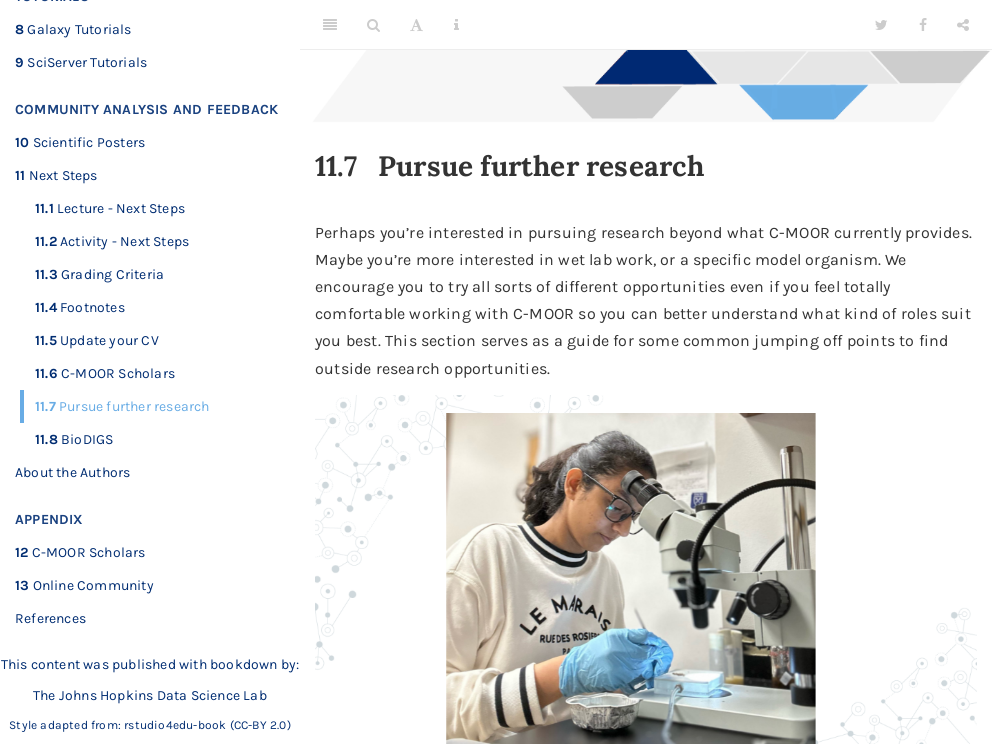 8 Galaxy Tutorials
9 SciServer Tutorials
COMMUNITY ANALYSIS AND FEEDBACK
10 Scientific Posters
11 Next Steps
11.1 Lecture - Next Steps
11.2 Activity - Next Steps
11.3 Grading Criteria
11.4 Footnotes
11.5 Update your CV
11.6 C-MOOR Scholars
11.7 Pursue further research
11.8 BioDIGS
About the Authors
APPENDIX
12 C-MOOR Scholars
13 Online Community
References
This content was published with bookdown by:
The Johns Hopkins Data Science Lab
Style adapted from: rstudio4edu-book (CC-BY 2.0)
11.7 Pursue further research
Perhaps you’re interested in pursuing research beyond what C-MOOR currently provides.
Maybe you’re more interested in wet lab work, or a specific model organism. We
encourage you to try all sorts of different opportunities even if you feel totally
comfortable working with C-MOOR so you can better understand what kind of roles suit
you best. This section serves as a guide for some common jumping off points to find
outside research opportunities.
LE MARAIS
RUE DES ROSIERS